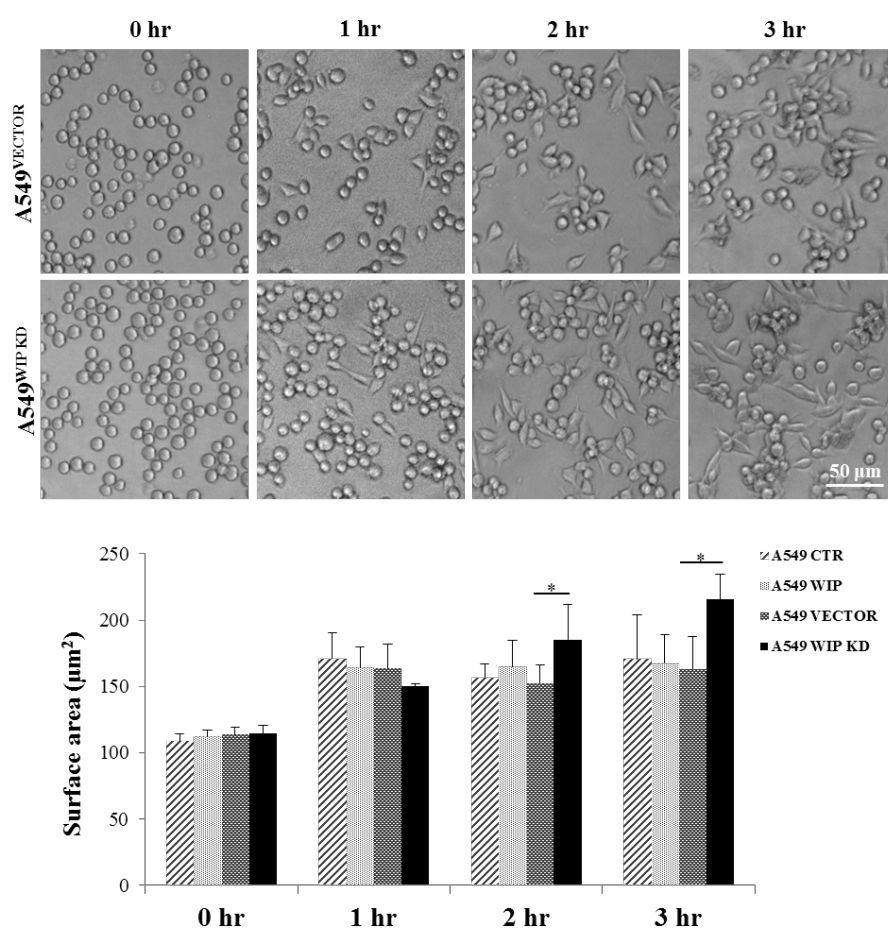 0 hr 1 hr 2 hr 3 hr
A549VECTOR
A549WIP KD
50 µm
250
200
150
100
50
0
Surface area (µm2)
* *
A549 CTR
A549 WIP
A549 VECTOR
A549 WIP KD
0 hr 1 hr 2 hr 3 hr